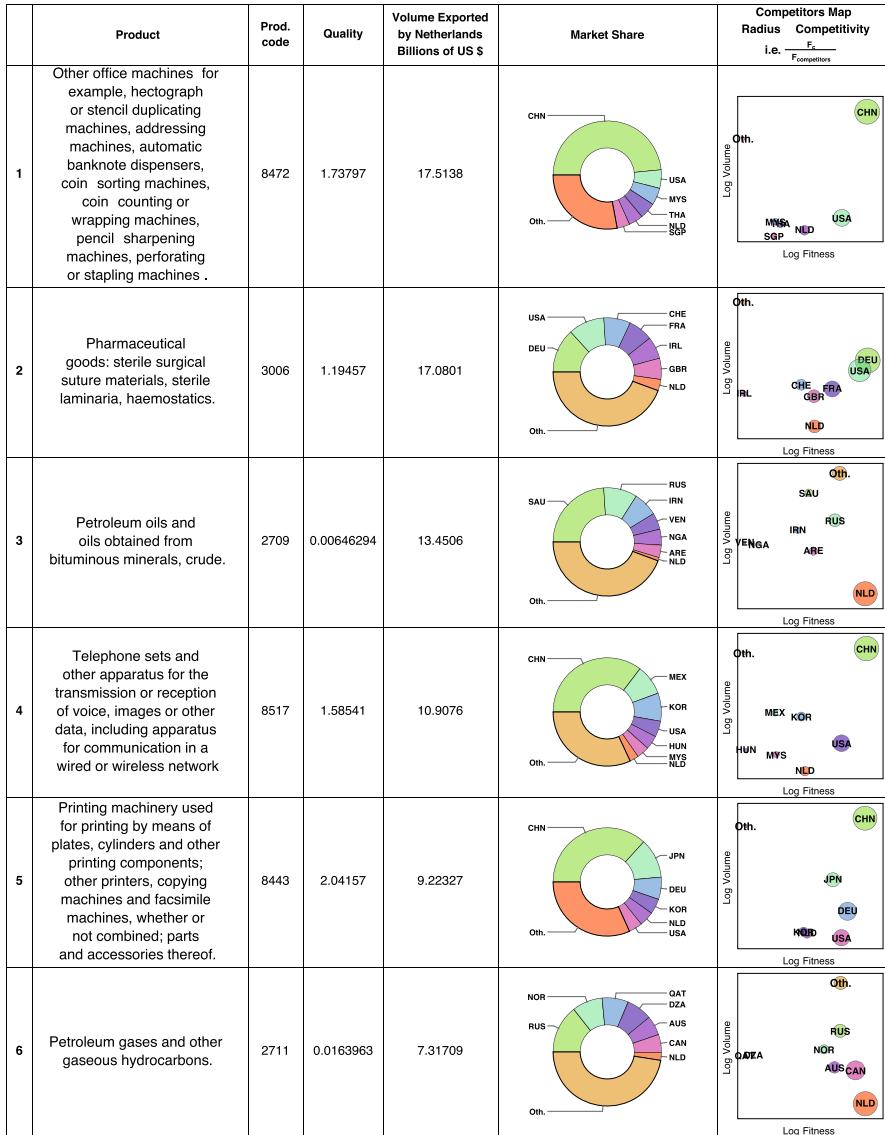 Product
Prod.
code
Quality
Volume Exported
by Netherlands
Billions of US $
Market Share
Competitors Map
Radius Competitivity
i.e. Fc
Fcompetitors
1
Other office machines for
example, hectograph
or stencil duplicating
machines, addressing
machines, automatic
banknote dispensers,
coin sorting machines,
coin counting or
wrapping machines,
pencil sharpening
machines, perforating
or stapling machines .
8472
1.73797
17.5138
CHN
USA
MYS
THA
NLD
SGP
Oth.
CHN
Oth.
USA
MYS
NLD
SGP
Log Volume
Log Fitness
2
Pharmaceutical
goods: sterile surgical
suture materials, sterile
laminaria, haemostatics.
3006
1.19457
17.0801
USA
DEU
CHE
FRA
IRL
GBR
NLD
Oth.
Oth.
DEU
USA
CHE
FRA
GBR
IRL
NLD
Log Volume
Log Fitness
3
Petroleum oils and
oils obtained from
bituminous minerals, crude.
2709
0.00646294
13.4506
SAU
RUS
IRN
VEN
NGA
ARE
NLD
Oth.
Oth.
SAU
RUS
IRN
VEN
NGA
ARE
NLD
Log Volume
Log Fitness
4
Telephone sets and
other apparatus for the
transmission or reception
of voice, images or other
data, including apparatus
for communication in a
wired or wireless network
8517
1.58541
10.9076
CHN
MEX
KOR
USA
HUN
MYS
NLD
Oth.
CHN
Oth.
MEX
KOR
USA
HUN
MYS
NLD
Log Volume
Log Fitness
5
Printing machinery used
for printing by means of
plates, cylinders and other
printing components;
other printers, copying
machines and facsimile
machines, whether or
not combined; parts
and accessories thereof.
8443
2.04157
9.22327
CHN
JPN
DEU
KOR
NLD
USA
Oth.
CHN
Oth.
JPN
DEU
USA
Log Volume
Log Fitness
6
Petroleum gases and other
gaseous hydrocarbons.
2711
0.0163963
7.31709
NOR
RUS
QAT
DZA
AUS
CAN
NLD
Oth.
Oth.
RUS
NOR
QAT
DZA
AUS
CAN
NLD
Log Volume
Log Fitness